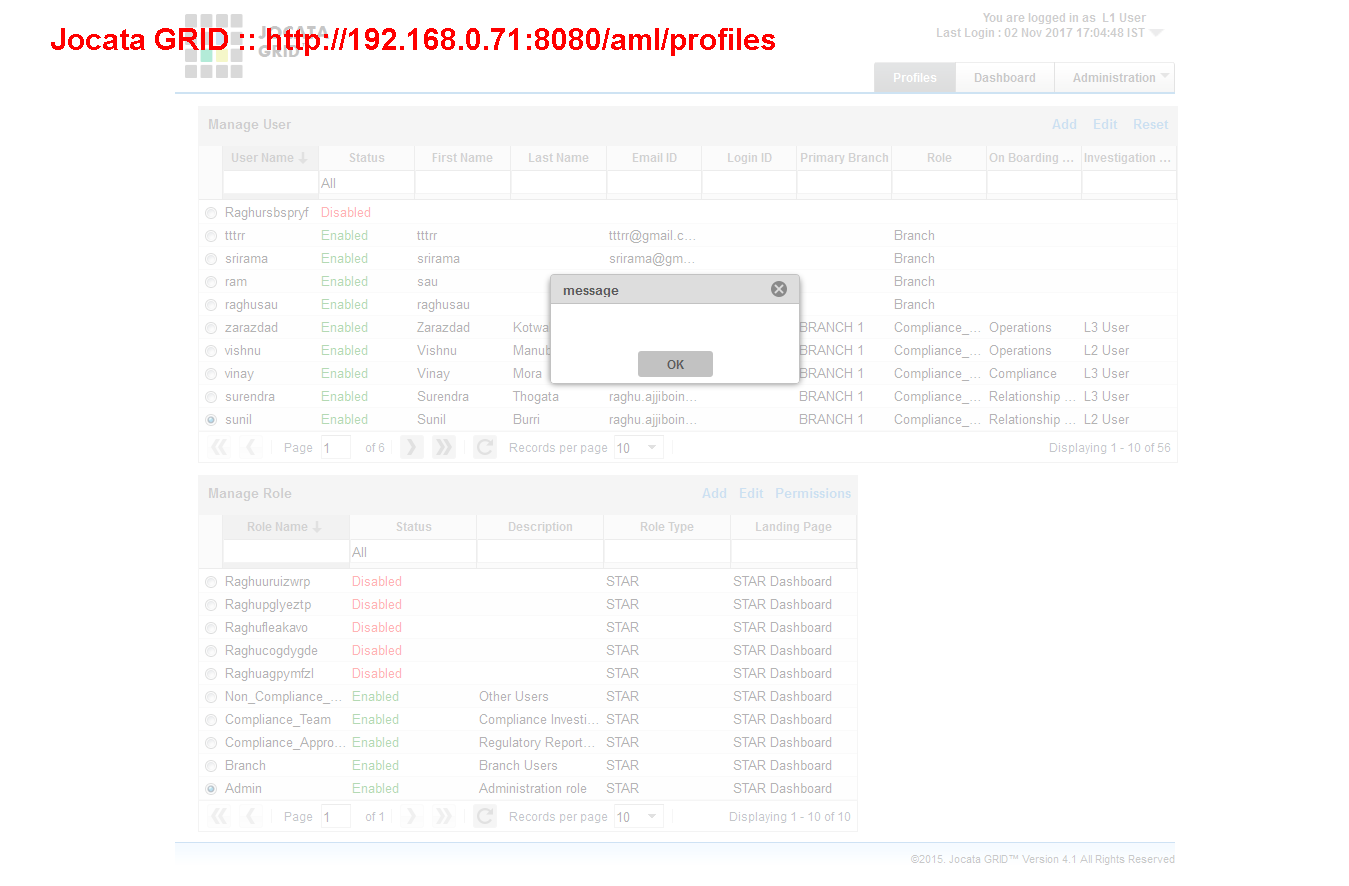 Jocata GRID :: http://192.168.0.71:8080/aml/profiles
JOCATA
GRID
You are logged in as L1 User
Last Login : 02 Nov 2017 17:04:48 IST
Profiles Dashboard Administration
Manage User Add Edit Reset
User Name Status First Name Last Name Email ID Login ID Primary Branch Role On Boarding ... Investigation ...
All
Raghursbspryf Disabled
tttrr Enabled tttrr tttrr@gmail.c... Branch
srirama Enabled srirama srirama@gm... Branch
ram Enabled sau Branch
raghusau Enabled raghusau Branch
zarazdad Enabled Zarazdad Kotwa BRANCH 1 Compliance_... Operations L3 User
vishnu Enabled Vishnu Manub BRANCH 1 Compliance_... Operations L2 User
vinay Enabled Vinay Mora BRANCH 1 Compliance_... Compliance L3 User
surendra Enabled Surendra Thogata raghu.ajjiboin... BRANCH 1 Compliance_... Relationship ... L3 User
sunil Enabled Sunil Burri raghu.ajjiboin... BRANCH 1 Compliance_... Relationship ... L2 User
message
OK
Page 1 of 6 Records per page 10 Displaying 1 - 10 of 56
Manage Role Add Edit Permissions
Role Name Status Description Role Type Landing Page
All
Raghuuruizwrp Disabled STAR STAR Dashboard
Raghupglyeztp Disabled STAR STAR Dashboard
Raghufleakavo Disabled STAR STAR Dashboard
Raghucogdygde Disabled STAR STAR Dashboard
Raghuagpymfzl Disabled STAR STAR Dashboard
Non_Compliance_... Enabled Other Users STAR STAR Dashboard
Compliance_Team Enabled Compliance Investi... STAR STAR Dashboard
Compliance_Appro... Enabled Regulatory Report... STAR STAR Dashboard
Branch Enabled Branch Users STAR STAR Dashboard
Admin Enabled Administration role STAR STAR Dashboard
Page 1 of 1 Records per page 10 Displaying 1 - 10 of 10
©2015. Jocata GRID™ Version 4.1 All Rights Reserved